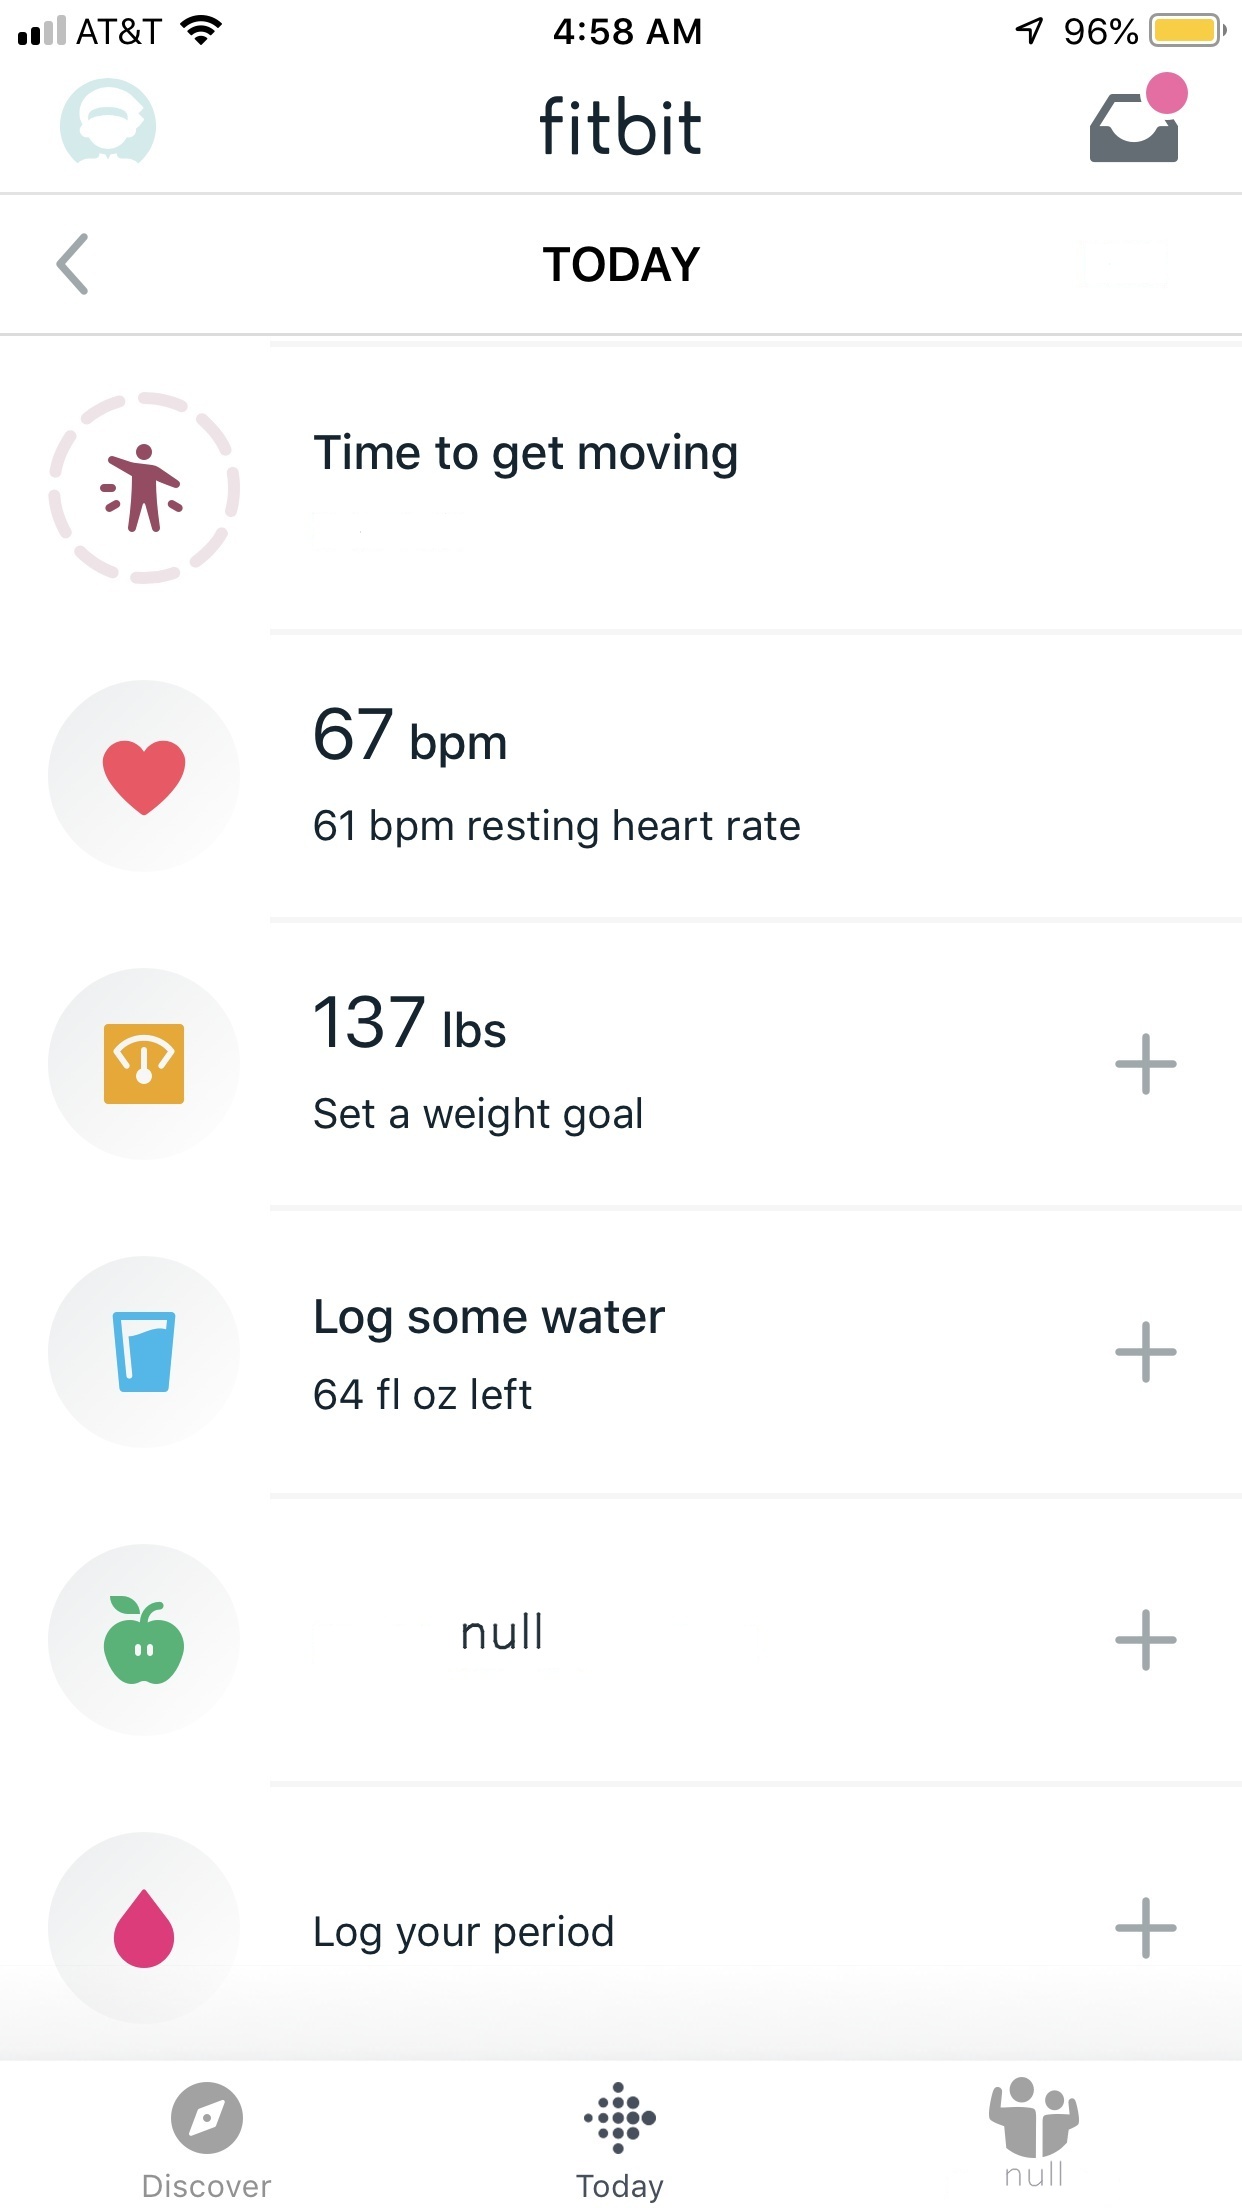 AT&T 4:58 AM 96%
fitbit
TODAY
Time to get moving
67 bpm
61 bpm resting heart rate
137 lbs
Set a weight goal
Log some water
64 fl oz left
null
Log your period
Discover Today null